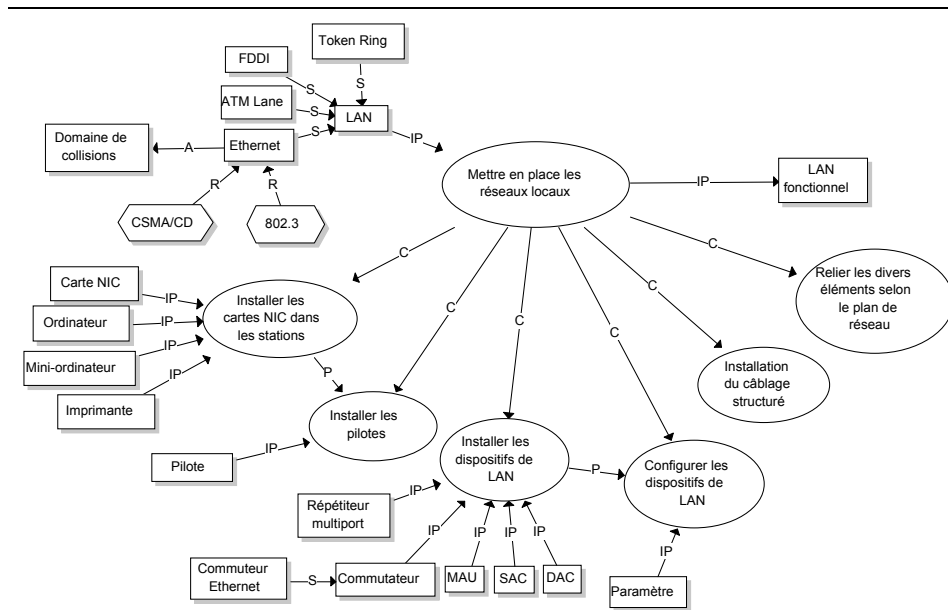 Token Ring
FDDI
S
S
ATM Lane
S
LAN
Domaine de
collisions
A
Ethernet
S
IP
R
R
CSMA/CD
802.3
Mettre en place les
réseaux locaux
IP
LAN
fonctionnel
C
C
C
C
C
C
Relier les divers
éléments selon
le plan de
réseau
Carte NIC
IP
Ordinateur
IP
Mini-ordinateur
IP
Imprimante
IP
Installer les
cartes NIC dans
les stations
P
Installation
du câblage
structuré
Installer les
pilotes
Pilote
IP
Installer les
dispositifs de
LAN
P
Configurer les
dispositifs de
LAN
Répétiteur
multiport
IP
IP
IP
IP
IP
IP
Commuteur
Ethernet
S
Commutateur
MAU
SAC
DAC
Paramètre